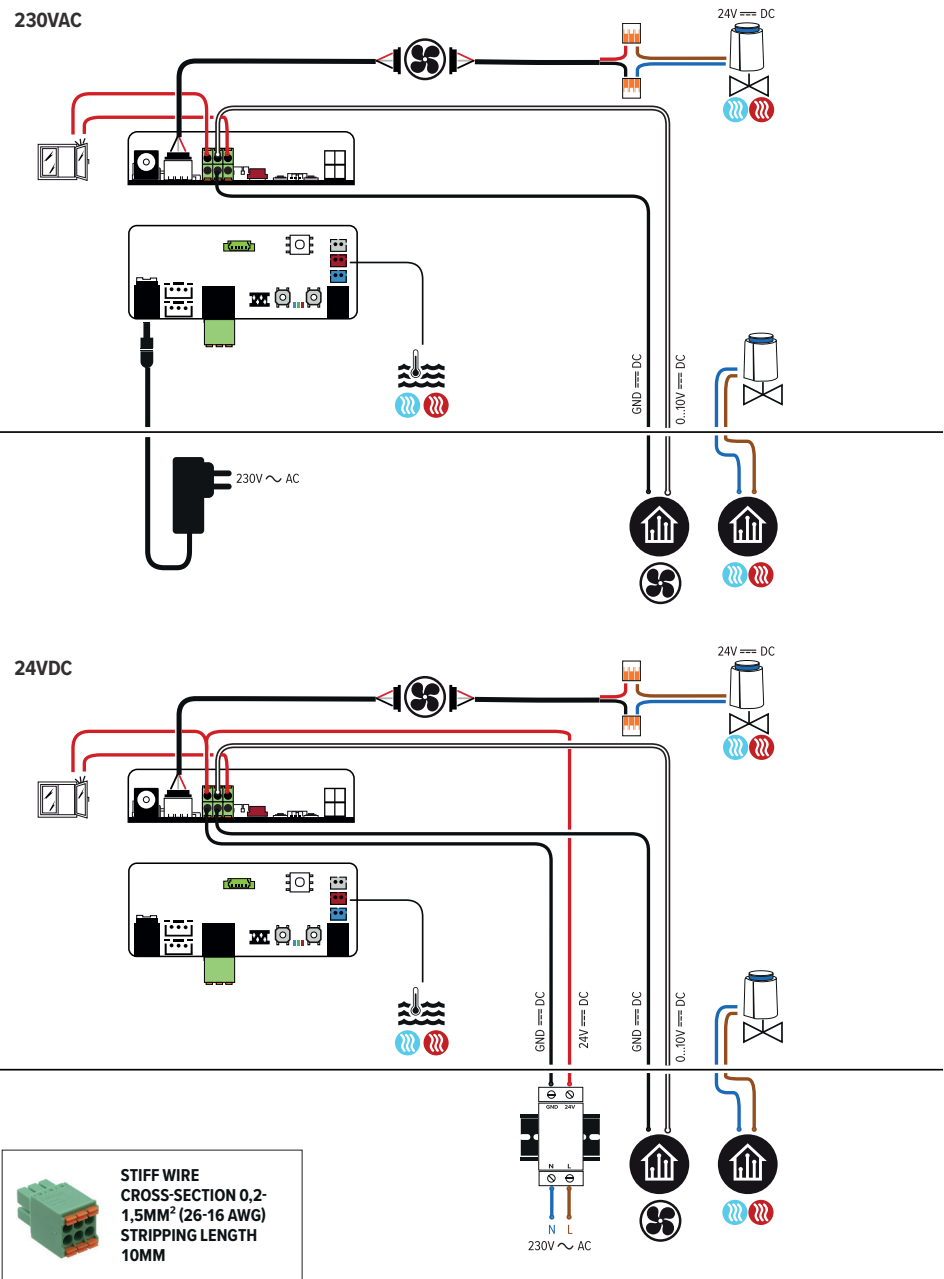 230VAC
24V ⎓ DC
GND ⎓ DC
0...10V ⎓ DC
230V ～ AC
24VDC
24V ⎓ DC
GND ⎓ DC
24V ⎓ DC
GND ⎓ DC
0...10V ⎓ DC
GND 24V
N L
N L
230V ～ AC
STIFF WIRE
CROSS-SECTION 0,2-
1,5MM² (26-16 AWG)
STRIPPING LENGTH
10MM